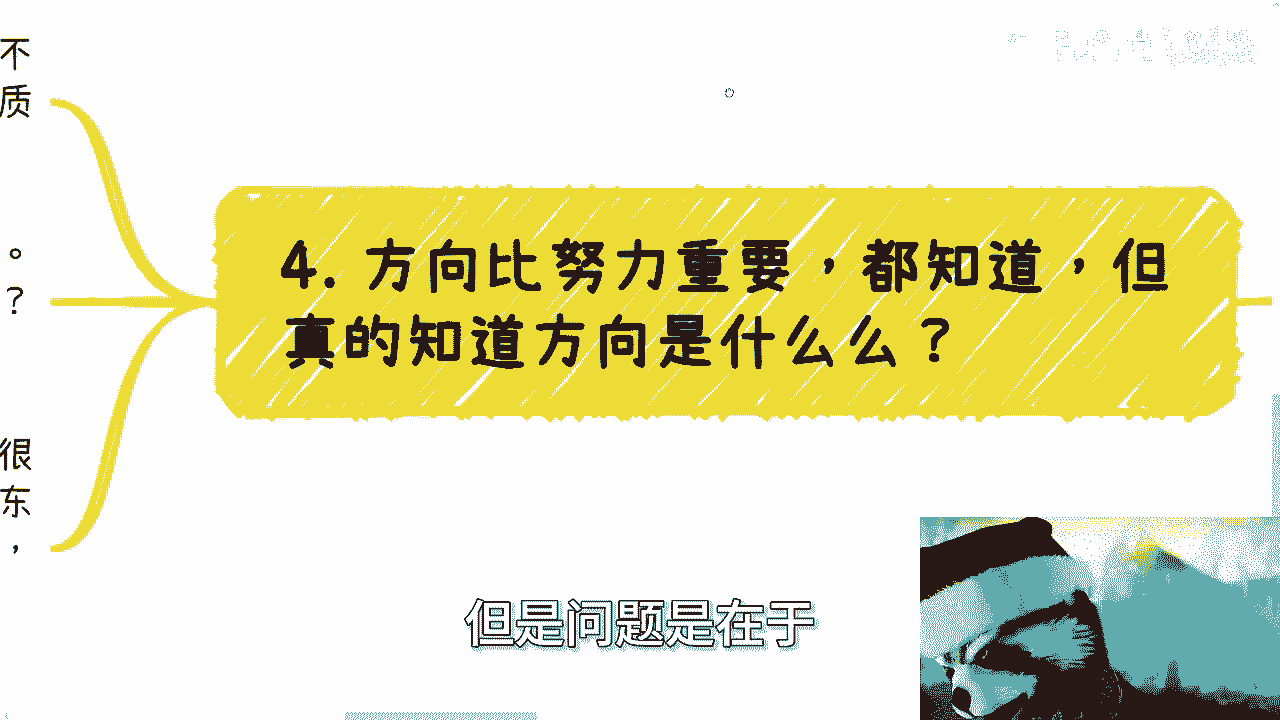 不
质
。
？
很
东
，
4. 方向比努力重要，都知道，但
真的知道方向是什么么？
但是问题是在于